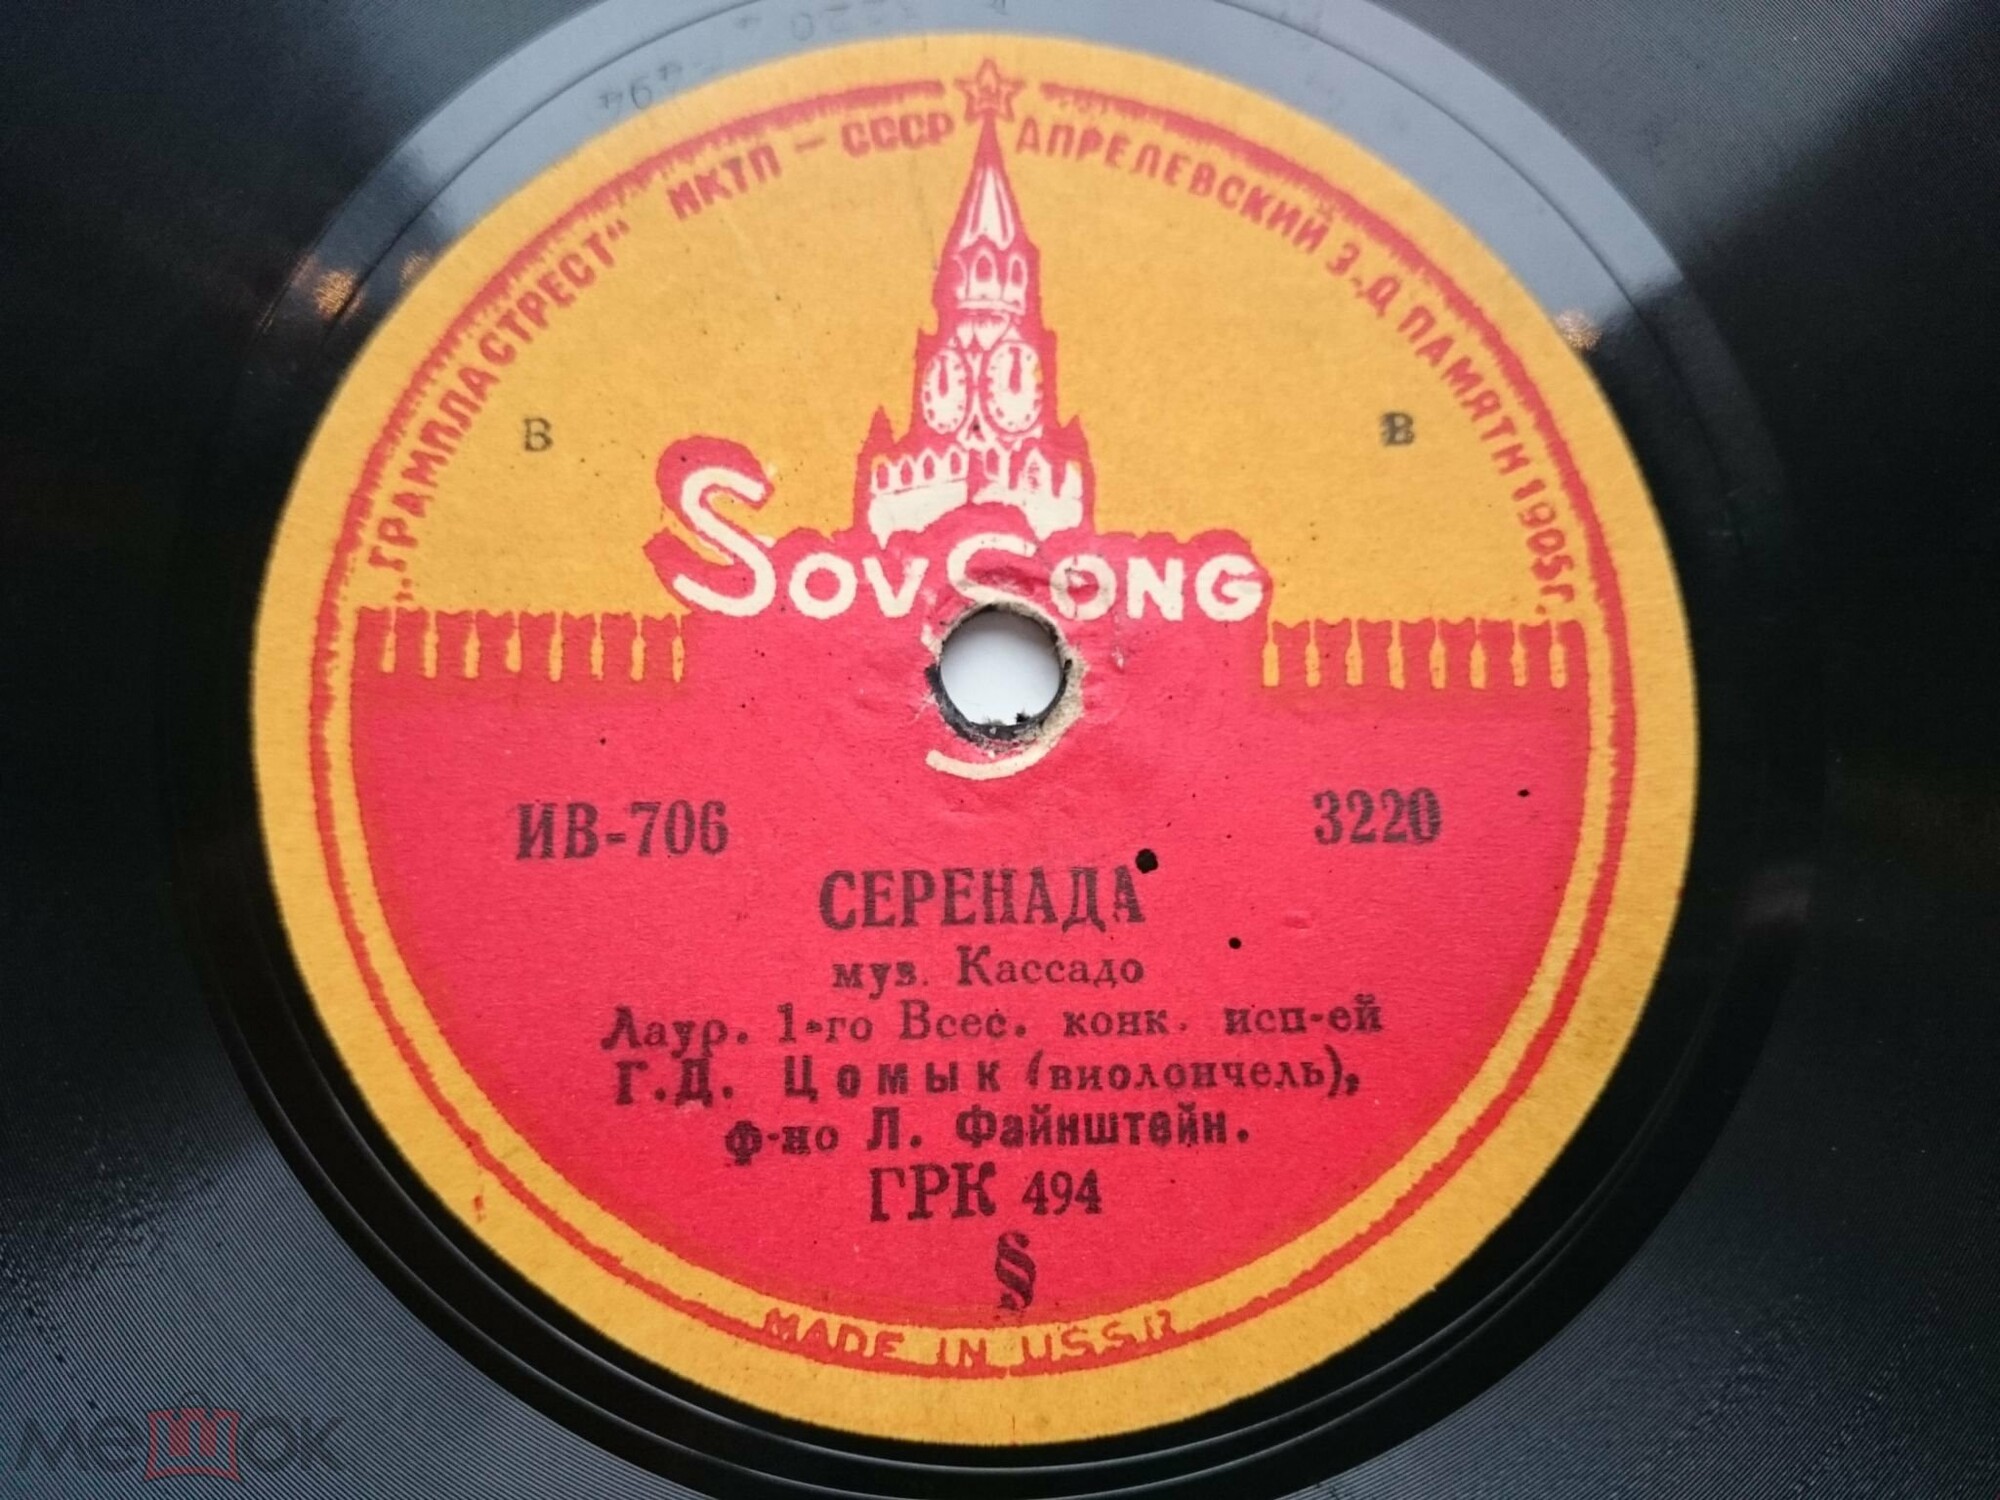 „ГРАМПЛАСТРЕСТ“ НКТП – СССР АПРЕЛЕВСКИЙ З-Д ПАМЯТИ 1905 г.
В В
SOVSONG
ИВ-706 3220
СЕРЕНАДА
муз. Кассадо
Лаур. 1-го Всес. конк. исп-ей
Г.Д. Цомык (виолончель),
ф-но Л. Файнштейн.
ГРК 494
§
MADE IN USSR
мешок